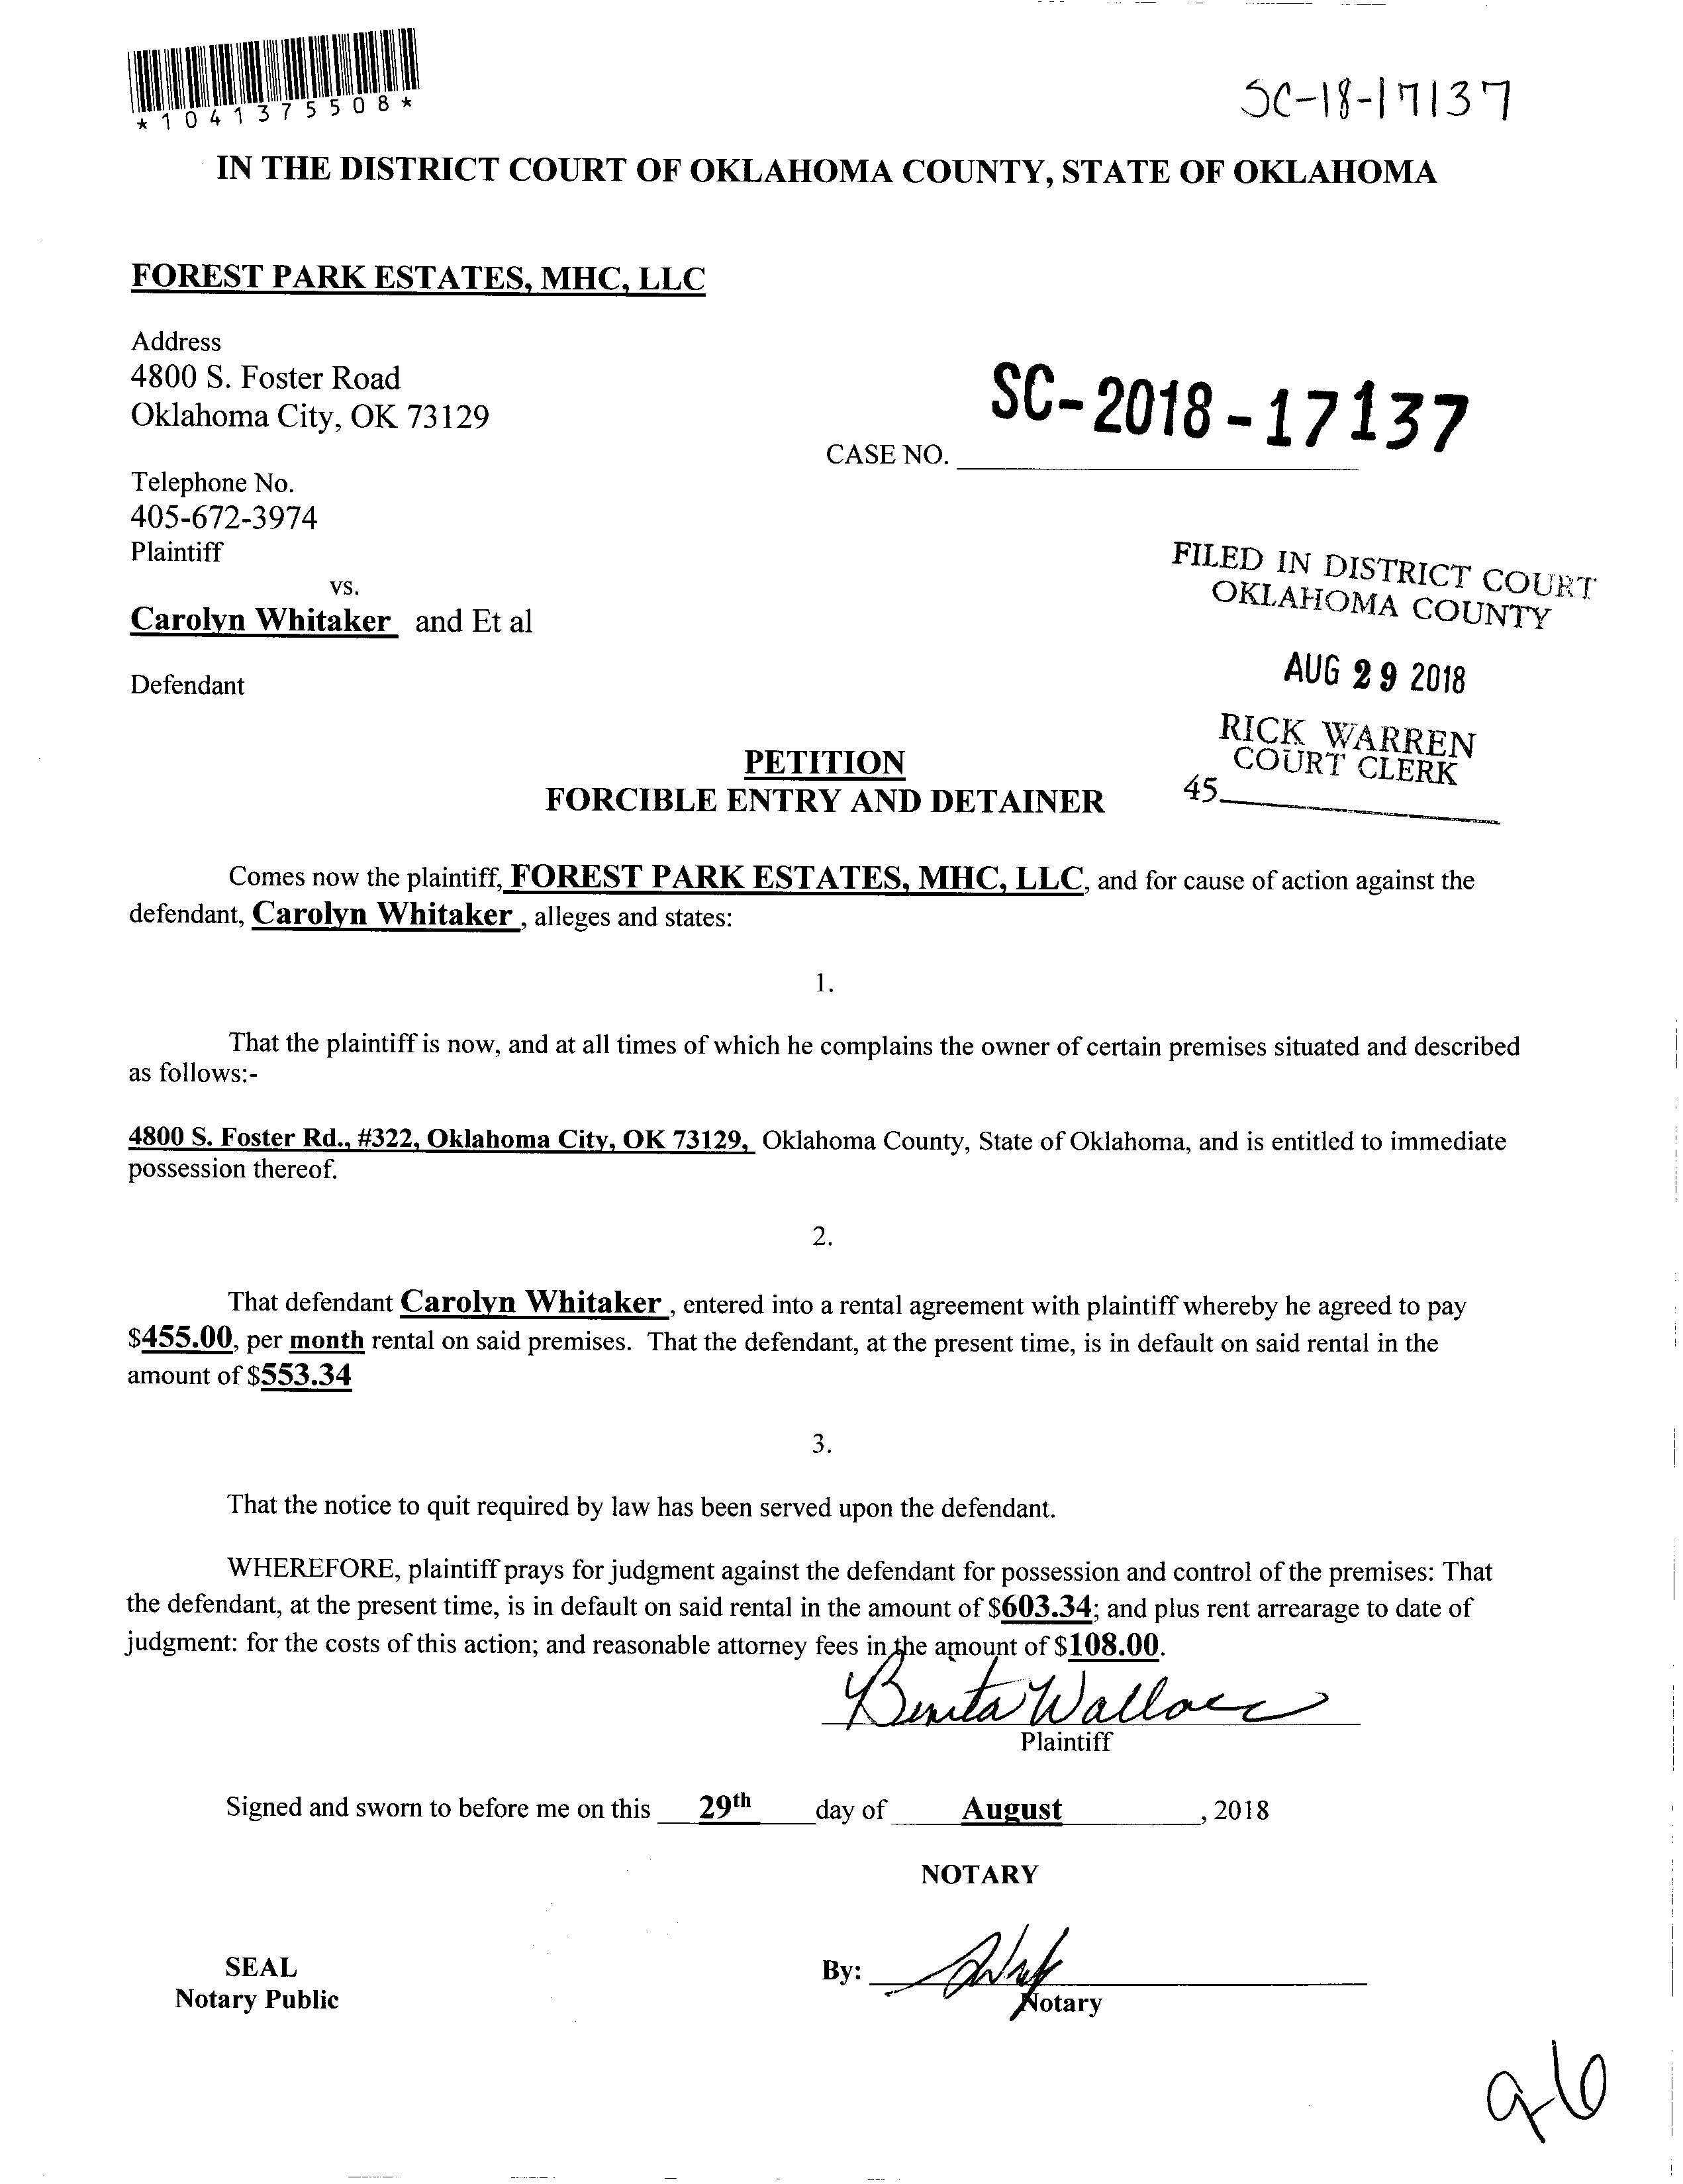 *1041375508*
SC-18-17137
IN THE DISTRICT COURT OF OKLAHOMA COUNTY, STATE OF OKLAHOMA
FOREST PARK ESTATES, MHC, LLC
Address
4800 S. Foster Road
Oklahoma City, OK 73129
SC-2018-17137
CASE NO.
Telephone No.
405-672-3974
Plaintiff
vs.
Carolyn Whitaker and Et al
Defendant
FILED IN DISTRICT COURT
OKLAHOMA COUNTY
AUG 29 2018
RICK WARREN
COURT CLERK
45
PETITION
FORCIBLE ENTRY AND DETAINER
Comes now the plaintiff, FOREST PARK ESTATES, MHC, LLC, and for cause of action against the
defendant, Carolyn Whitaker , alleges and states:
1.
That the plaintiff is now, and at all times of which he complains the owner of certain premises situated and described
as follows:-
4800 S. Foster Rd., #322, Oklahoma City, OK 73129, Oklahoma County, State of Oklahoma, and is entitled to immediate
possession thereof.
2.
That defendant Carolyn Whitaker , entered into a rental agreement with plaintiff whereby he agreed to pay
$455.00, per month rental on said premises. That the defendant, at the present time, is in default on said rental in the
amount of $553.34
3.
That the notice to quit required by law has been served upon the defendant.
WHEREFORE, plaintiff prays for judgment against the defendant for possession and control of the premises: That
the defendant, at the present time, is in default on said rental in the amount of $603.34; and plus rent arrearage to date of
judgment: for the costs of this action; and reasonable attorney fees in the amount of $108.00.
Benita Wallace
Plaintiff
Signed and sworn to before me on this 29th day of August , 2018
NOTARY
SEAL
Notary Public
By:
Notary